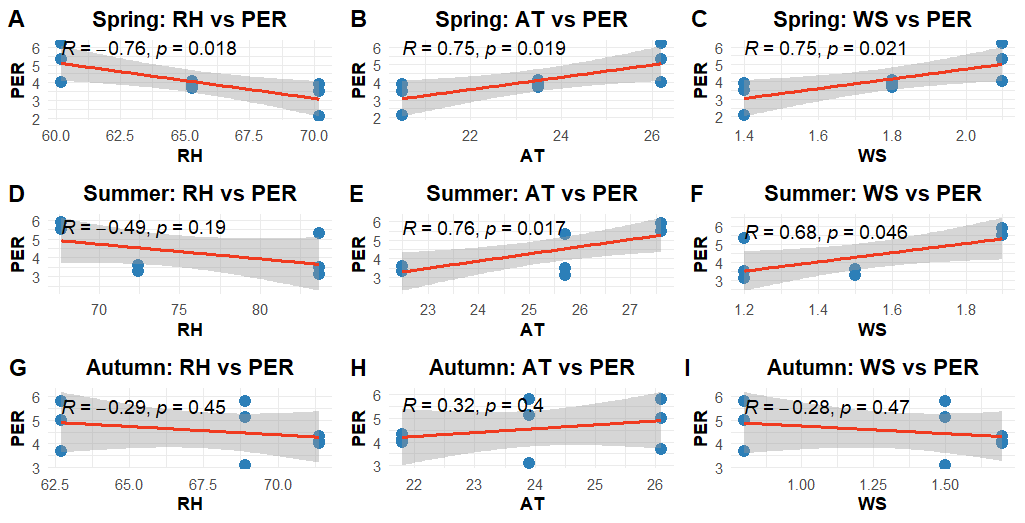 A Spring: RH vs PER
R = −0.76, p = 0.018
PER
6
5
4
3
2
60.0 62.5 65.0 67.5 70.0
RH
B Spring: AT vs PER
R = 0.75, p = 0.019
PER
6
5
4
3
2
22 24 26
AT
C Spring: WS vs PER
R = 0.75, p = 0.021
PER
6
5
4
3
2
1.4 1.6 1.8 2.0
WS
D Summer: RH vs PER
R = −0.49, p = 0.19
PER
6
5
4
3
70 75 80
RH
E Summer: AT vs PER
R = 0.76, p = 0.017
PER
6
5
4
3
23 24 25 26 27
AT
F Summer: WS vs PER
R = 0.68, p = 0.046
PER
6
5
4
3
1.2 1.4 1.6 1.8
WS
G Autumn: RH vs PER
R = −0.29, p = 0.45
PER
6
5
4
3
62.5 65.0 67.5 70.0
RH
H Autumn: AT vs PER
R = 0.32, p = 0.4
PER
6
5
4
3
22 23 24 25 26
AT
I Autumn: WS vs PER
R = −0.28, p = 0.47
PER
6
5
4
3
1.00 1.25 1.50
WS